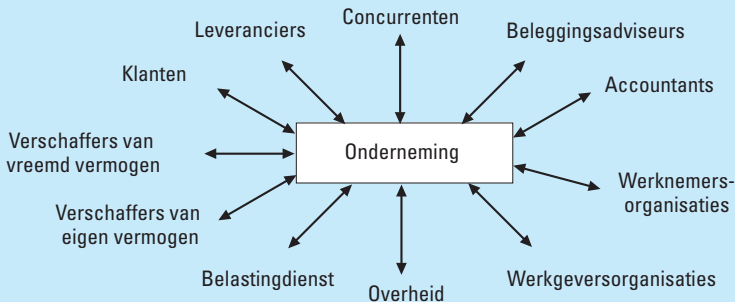 Concurrenten
Leveranciers
Beleggingsadviseurs
Klanten
Accountants
Verschaffers van
vreemd vermogen
Onderneming
Werknemers-
organisaties
Verschaffers van
eigen vermogen
Belastingdienst
Overheid
Werkgeversorganisaties